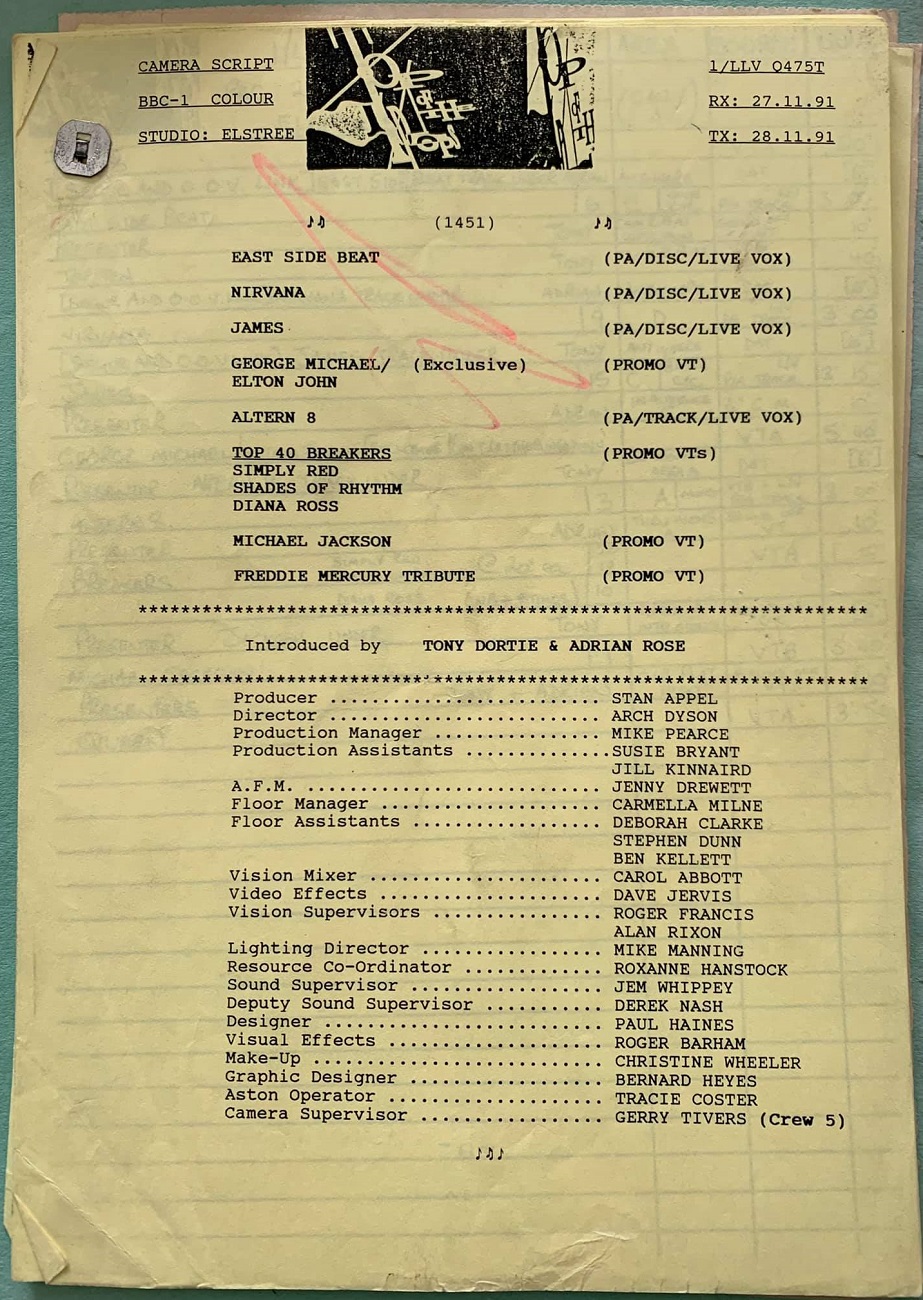 CAMERA SCRIPT
1/LLV Q475T
BBC-1 COLOUR
RX: 27.11.91
STUDIO: ELSTREE
TX: 28.11.91
♪♫ (1451) ♪♫
EAST SIDE BEAT (PA/DISC/LIVE VOX)
NIRVANA (PA/DISC/LIVE VOX)
JAMES (PA/DISC/LIVE VOX)
GEORGE MICHAEL/ (Exclusive) (PROMO VT)
ELTON JOHN
ALTERN 8 (PA/TRACK/LIVE VOX)
TOP 40 BREAKERS (PROMO VTs)
SIMPLY RED
SHADES OF RHYTHM
DIANA ROSS
MICHAEL JACKSON (PROMO VT)
FREDDIE MERCURY TRIBUTE (PROMO VT)
*********************************************************************
Introduced by TONY DORTIE & ADRIAN ROSE
*********************************************************************
Producer ......................... STAN APPEL
Director ......................... ARCH DYSON
Production Manager ............... MIKE PEARCE
Production Assistants .............SUSIE BRYANT
JILL KINNAIRD
A.F.M. ........................... JENNY DREWETT
Floor Manager .................... CARMELLA MILNE
Floor Assistants ................. DEBORAH CLARKE
STEPHEN DUNN
BEN KELLETT
Vision Mixer ..................... CAROL ABBOTT
Video Effects .................... DAVE JERVIS
Vision Supervisors ............... ROGER FRANCIS
ALAN RIXON
Lighting Director ................ MIKE MANNING
Resource Co-Ordinator ............ ROXANNE HANSTOCK
Sound Supervisor ................. JEM WHIPPEY
Deputy Sound Supervisor .......... DEREK NASH
Designer ......................... PAUL HAINES
Visual Effects ................... ROGER BARHAM
Make-Up .......................... CHRISTINE WHEELER
Graphic Designer ................. BERNARD HEYES
Aston Operator ................... TRACIE COSTER
Camera Supervisor ................ GERRY TIVERS (Crew 5)
♪♫♪